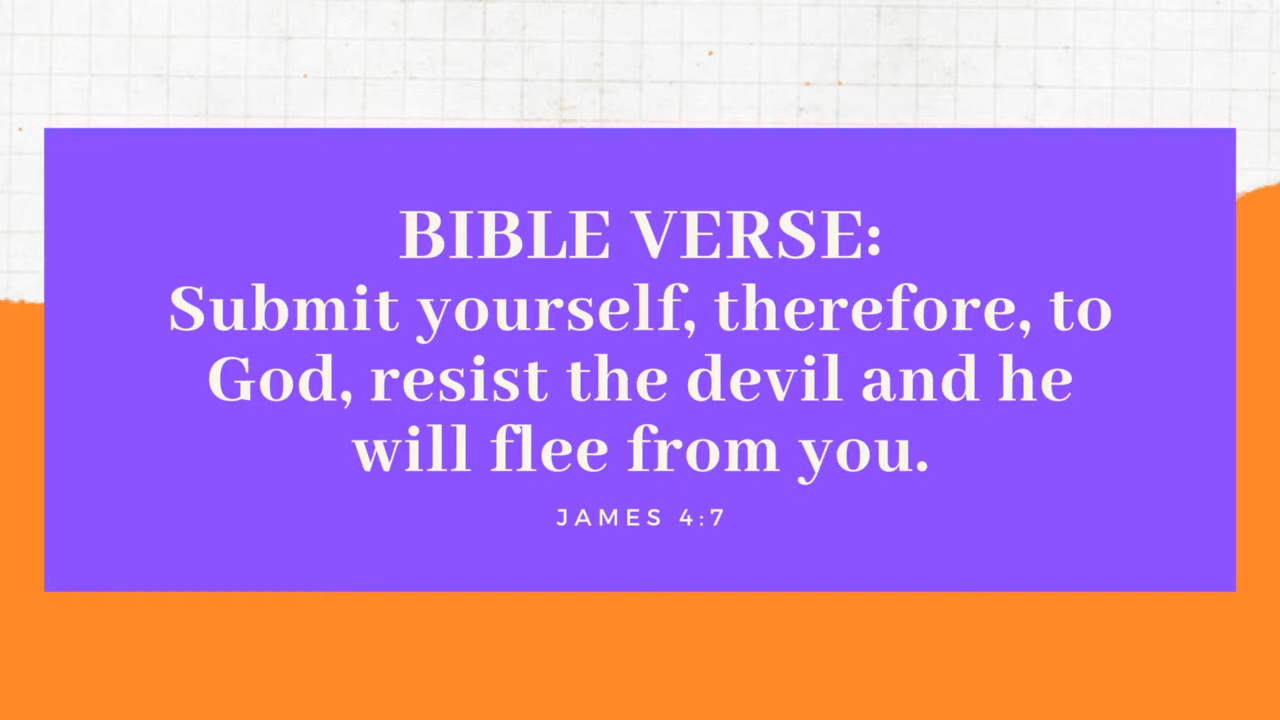 BIBLE VERSE:
Submit yourself, therefore, to
God, resist the devil and he
will flee from you.
JAMES 4:7